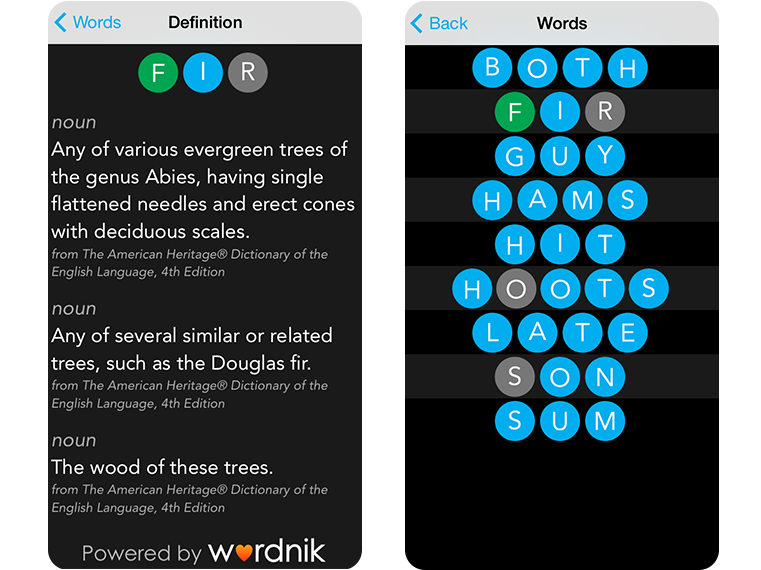 Words Definition
F I R
noun
Any of various evergreen trees of
the genus Abies, having single
flattened needles and erect cones
with deciduous scales.
from The American Heritage® Dictionary of the
English Language, 4th Edition
noun
Any of several similar or related
trees, such as the Douglas fir.
from The American Heritage® Dictionary of the
English Language, 4th Edition
noun
The wood of these trees.
from The American Heritage® Dictionary of the
English Language, 4th Edition
Powered by wordnik
Back Words
B O T H
F I R
G U Y
H A M S
H I T
H O O T S
L A T E
S O N
S U M